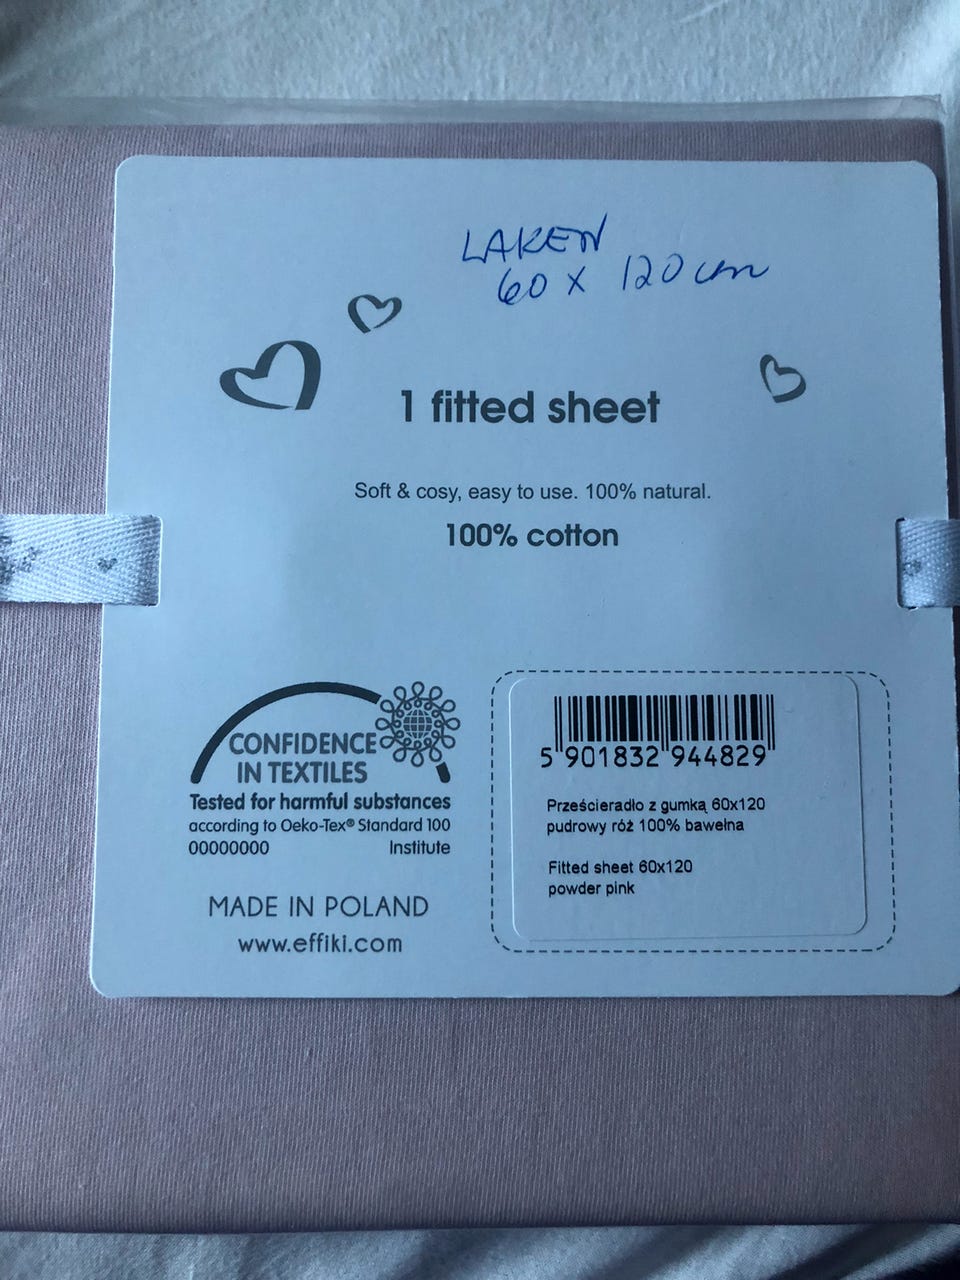 LAKEN
60 x 120 cm
1 fitted sheet
Soft & cosy, easy to use. 100% natural.
100% cotton
CONFIDENCE
IN TEXTILES
Tested for harmful substances
according to Oeko-Tex® Standard 100
00000000 Institute
MADE IN POLAND
www.effiki.com
5 901832 944829
Prześcieradło z gumką 60x120
pudrowy róż 100% bawełna
Fitted sheet 60x120
powder pink